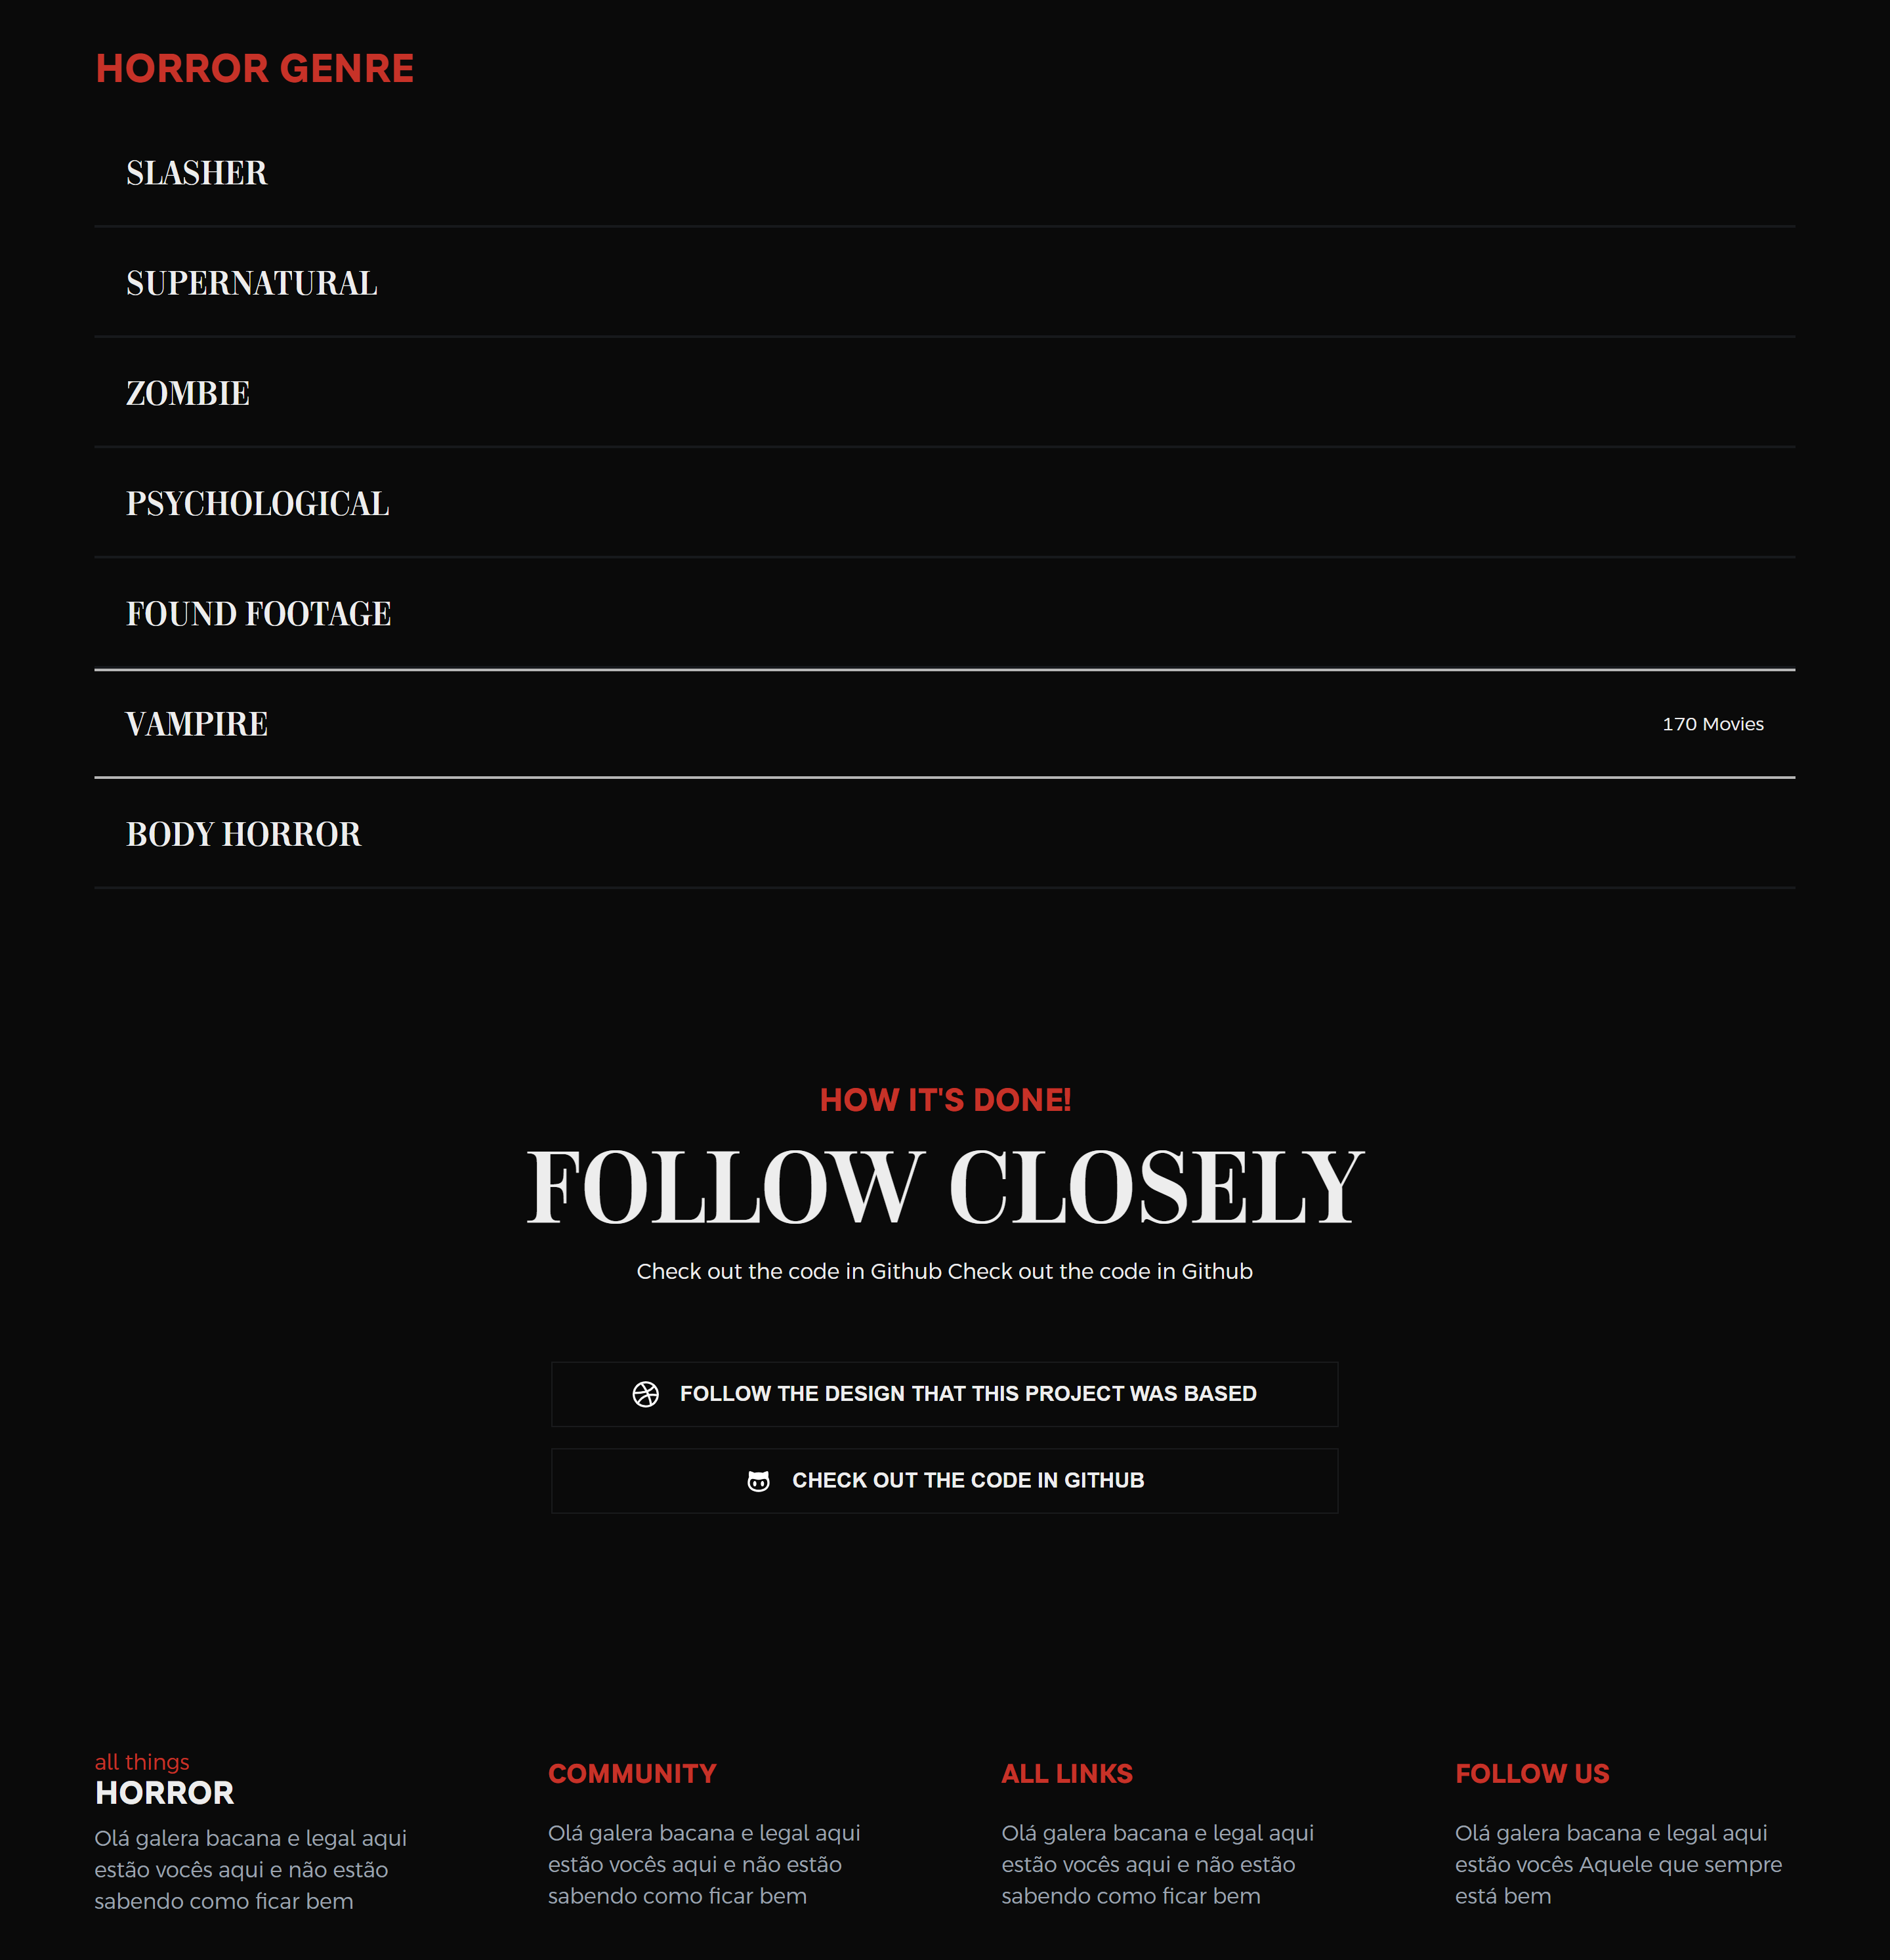 HORROR GENRE
SLASHER
SUPERNATURAL
ZOMBIE
PSYCHOLOGICAL
FOUND FOOTAGE
VAMPIRE
170 Movies
BODY HORROR
HOW IT'S DONE!
FOLLOW CLOSELY
Check out the code in Github Check out the code in Github
FOLLOW THE DESIGN THAT THIS PROJECT WAS BASED
CHECK OUT THE CODE IN GITHUB
all things
HORROR
Olá galera bacana e legal aqui
estão vocês aqui e não estão
sabendo como ficar bem
COMMUNITY
Olá galera bacana e legal aqui
estão vocês aqui e não estão
sabendo como ficar bem
ALL LINKS
Olá galera bacana e legal aqui
estão vocês aqui e não estão
sabendo como ficar bem
FOLLOW US
Olá galera bacana e legal aqui
estão vocês Aquele que sempre
está bem